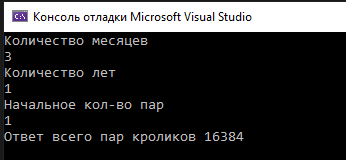 Консоль отладки Microsoft Visual Studio
Количество месяцев
3
Количество лет
1
Начальное кол-во пар
1
Ответ всего пар кроликов 16384